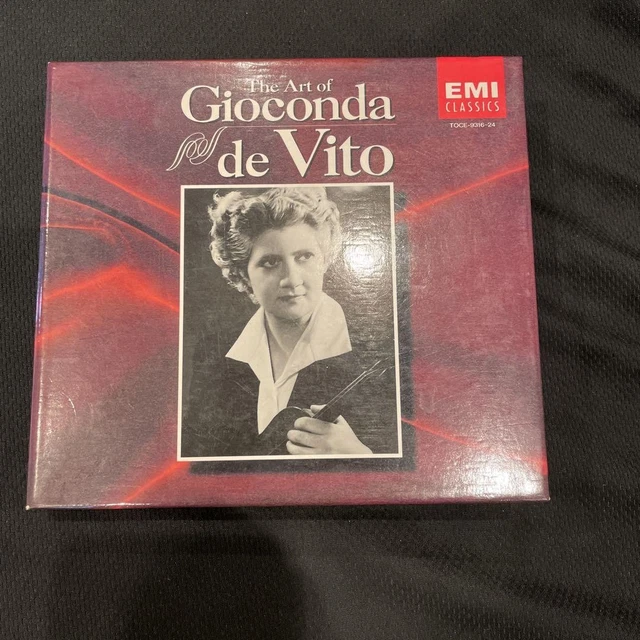 The Art of
Gioconda
de Vito
EMI
CLASSICS
TOCE-9316-24